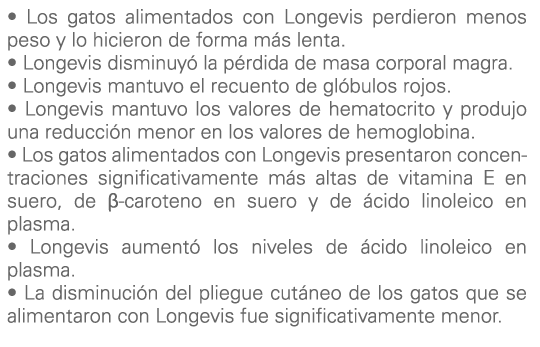 • Los gatos alimentados con Longevis perdieron menos
peso y lo hicieron de forma más lenta.
• Longevis disminuyó la pérdida de masa corporal magra.
• Longevis mantuvo el recuento de glóbulos rojos.
• Longevis mantuvo los valores de hematocrito y produjo
una reducción menor en los valores de hemoglobina.
• Los gatos alimentados con Longevis presentaron concen-
traciones significativamente más altas de vitamina E en
suero, de β-caroteno en suero y de ácido linoleico en
plasma.
• Longevis aumentó los niveles de ácido linoleico en
plasma.
• La disminución del pliegue cutáneo de los gatos que se
alimentaron con Longevis fue significativamente menor.